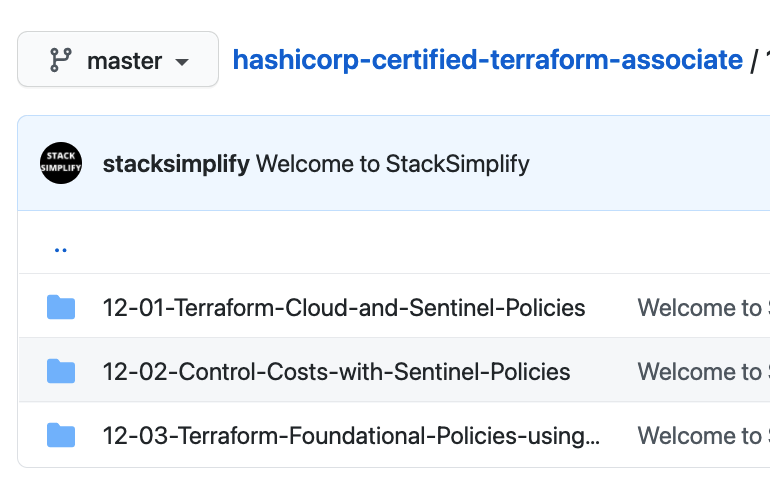 master hashicorp-certified-terraform-associate /
STACK
SIMPLIFY
stacksimplify Welcome to StackSimplify
..
12-01-Terraform-Cloud-and-Sentinel-Policies Welcome to
12-02-Control-Costs-with-Sentinel-Policies Welcome to
12-03-Terraform-Foundational-Policies-using... Welcome to